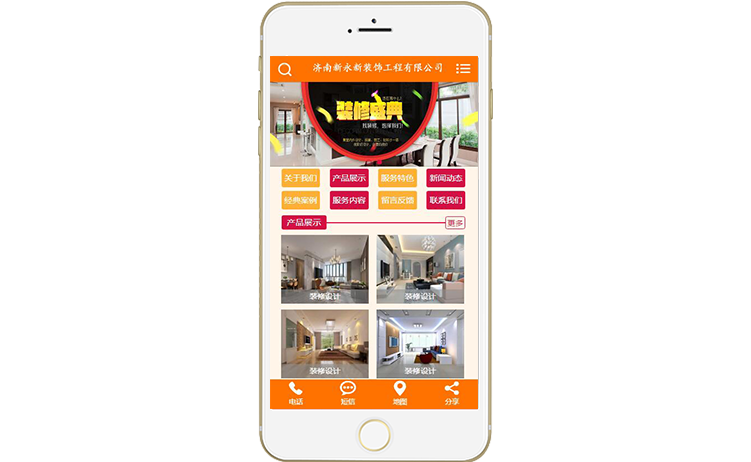 济南新永新装饰工程有限公司
装修盛典
找装修，选择我们!
关于我们 产品展示 服务特色 新闻动态
经典案例 服务内容 留言反馈 联系我们
产品展示 更多
装修设计 装修设计
装修设计 装修设计
电话 短信 地图 分享